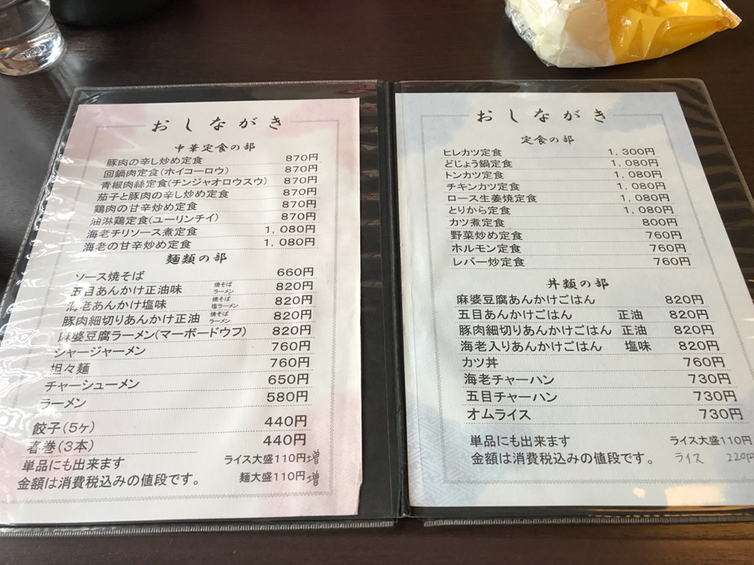 おしながき
中華定食の部
豚肉の辛し炒め定食 870円
回鍋肉定食(ホイコーロウ) 870円
青椒肉絲定食(チンジャオロウスウ) 870円
茄子と豚肉の辛し炒め定食 870円
鶏肉の甘辛炒め定食 870円
油淋鶏定食(ユーリンチイ) 870円
海老チリソース煮定食 1,080円
海老の甘辛炒め定食 1,080円
麺類の部
ソース焼そば 660円
五目あんかけ正油味 焼そば ラーメン 820円
海老あんかけ塩味 焼そば 塩ラーメン 820円
豚肉細切りあんかけ正油 焼そば ラーメン 820円
麻婆豆腐ラーメン(マーボードウフ) 820円
ジャージャーメン 760円
担々麺 760円
チャーシューメン 650円
ラーメン 580円
餃子(5ヶ) 440円
春巻(3本) 440円
単品にも出来ます ライス大盛110円増
金額は消費税込みの値段です。 麺大盛110円増
おしながき
定食の部
ヒレカツ定食 1,300円
どじょう鍋定食 1,080円
トンカツ定食 1,080円
チキンカツ定食 1,080円
ロース生姜焼定食 1,080円
とりから定食 1,080円
カツ煮定食 800円
野菜炒め定食 760円
ホルモン定食 760円
レバー炒定食 760円
丼類の部
麻婆豆腐あんかけごはん 820円
五目あんかけごはん 正油 820円
豚肉細切りあんかけごはん 正油 820円
海老入りあんかけごはん 塩味 820円
カツ丼 760円
海老チャーハン 730円
五目チャーハン 730円
オムライス 730円
単品にも出来ます ライス大盛110円
金額は消費税込みの値段です。 ライス 220円